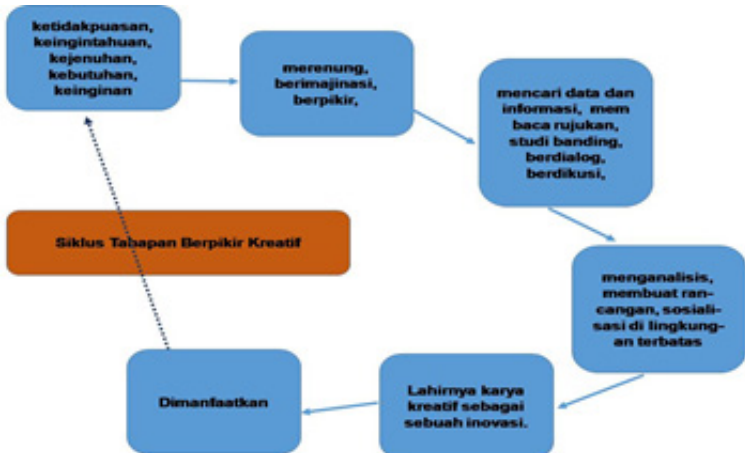 ketidakpuasan,
keingintahuan,
kejenuhan,
kebutuhan,
keinginan
merenung,
berimajinasi,
berpikir,
mencari data dan
informasi, mem
baca rujukan,
studi banding,
berdialog,
berdikusi,
menganalisis,
membuat ran-
cangan, sosiali-
sasi di lingkung-
an terbatas
Lahirnya karya
kreatif sebagai
sebuah inovasi.
Dimanfaatkan
Siklus Tahapan Berpikir Kreatif